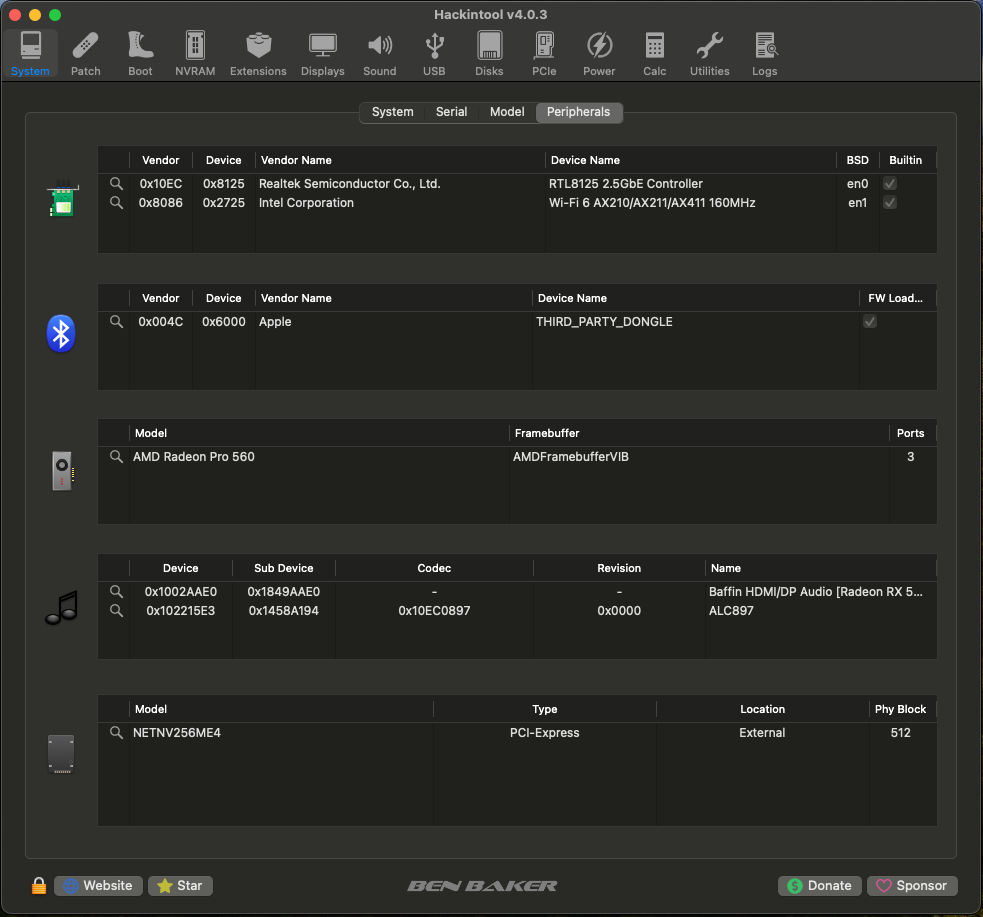 Hackintool v4.0.3
System Patch Boot NVRAM Extensions Displays Sound USB Disks PCIe Power Calc Utilities Logs
System Serial Model Peripherals
Vendor Device Vendor Name Device Name BSD Builtin
0x10EC 0x8125 Realtek Semiconductor Co., Ltd. RTL8125 2.5GbE Controller en0
0x8086 0x2725 Intel Corporation Wi-Fi 6 AX210/AX211/AX411 160MHz en1
Vendor Device Vendor Name Device Name FW Load...
0x004C 0x6000 Apple THIRD_PARTY_DONGLE
Model Framebuffer Ports
AMD Radeon Pro 560 AMDFramebufferVIB 3
Device Sub Device Codec Revision Name
0x1002AAE0 0x1849AAE0 - - Baffin HDMI/DP Audio [Radeon RX 5...
0x102215E3 0x1458A194 0x10EC0897 0x0000 ALC897
Model Type Location Phy Block
NETNV256ME4 PCI-Express External 512
Website Star BEN BAKER Donate Sponsor